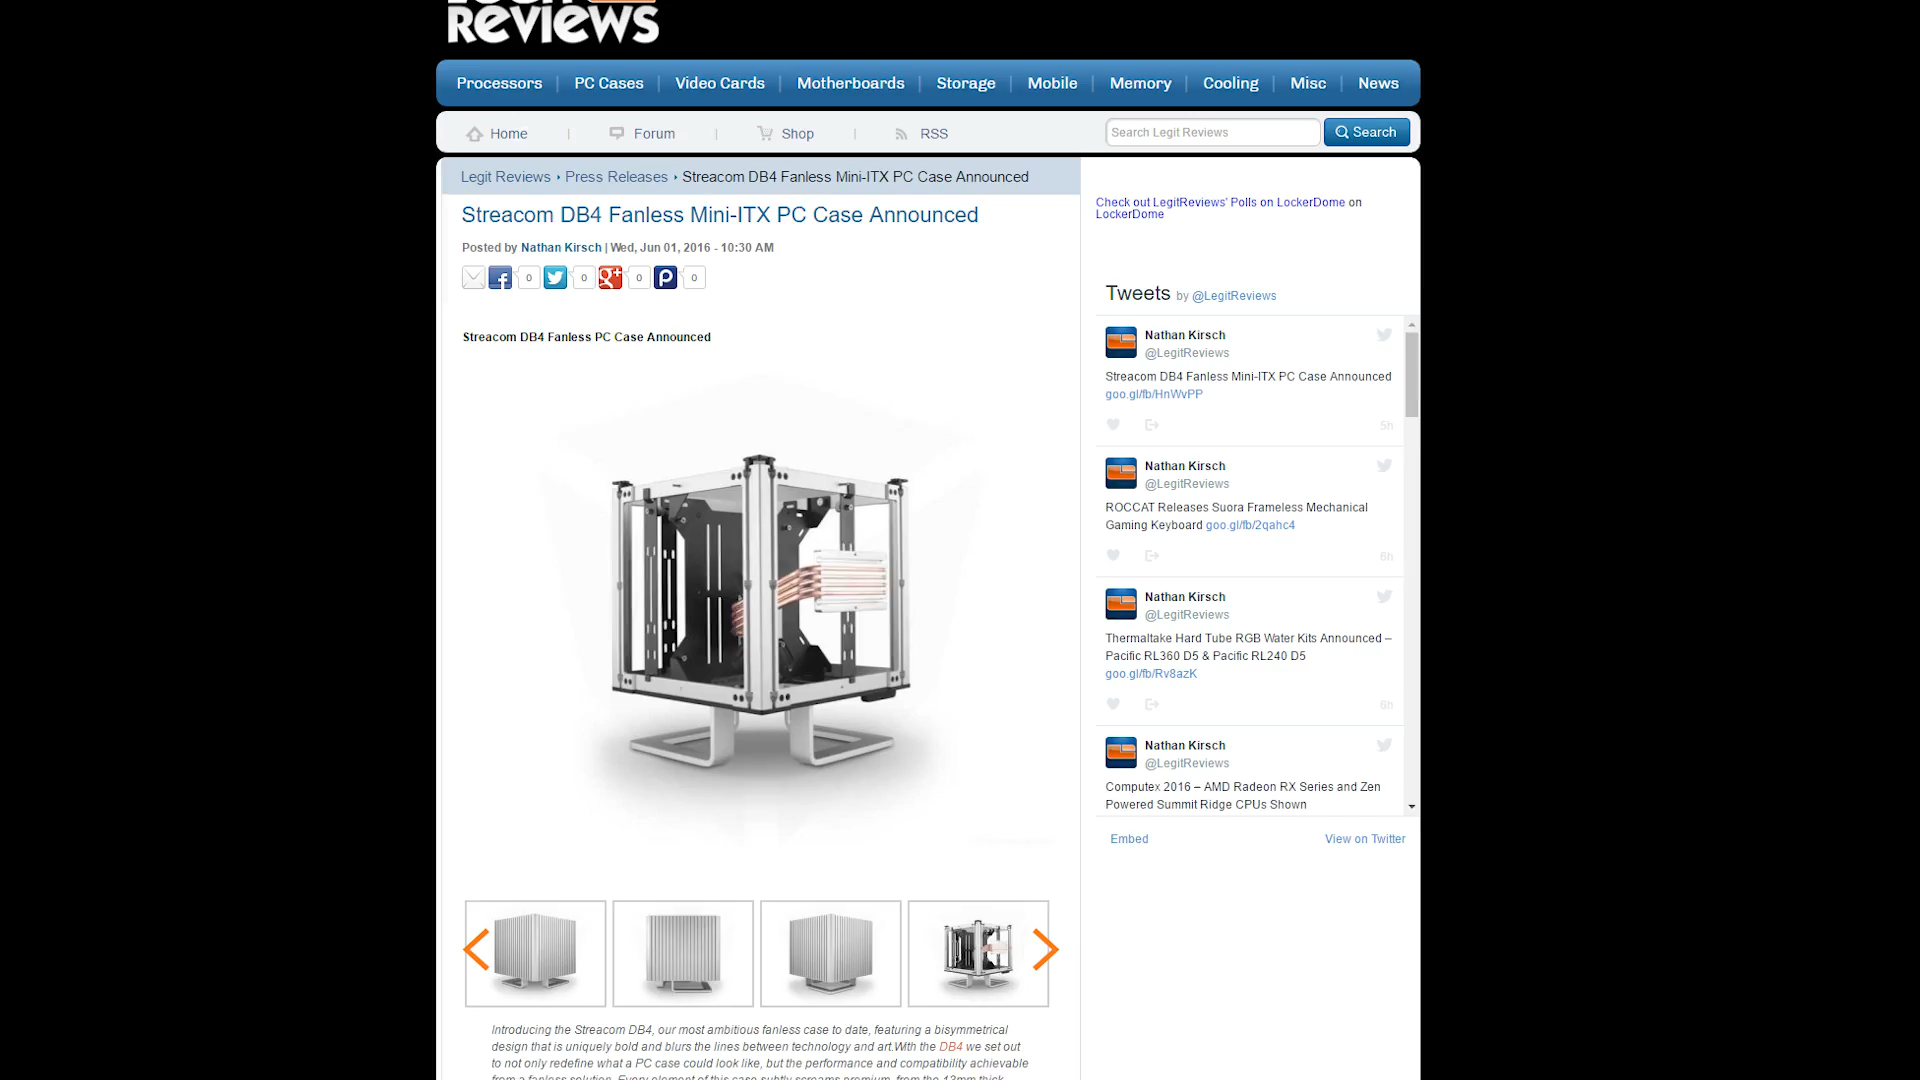 REVIEWS
Processors
PC Cases
Video Cards
Motherboards
Storage
Mobile
Memory
Cooling
Misc
News
Home
Forum
Shop
RSS
Search Legit Reviews
Search
Legit Reviews
Press Releases
Streacom DB4 Fanless Mini-ITX PC Case Announced
Streacom DB4 Fanless Mini-ITX PC Case Announced
Posted by Nathan Kirsch | Wed, Jun 01, 2016 - 10:30 AM
0
0
0
0
Streacom DB4 Fanless PC Case Announced
Introducing the Streacom DB4, our most ambitious fanless case to date, featuring a bisymmetrical
design that is uniquely bold and blurs the lines between technology and art.With the DB4 we set out
to not only redefine what a PC case could look like, but the performance and compatibility achievable
from a fanless solution. Every element of this case subtly screams premium, from the 13mm thick
Check out LegitReviews' Polls on LockerDome on
LockerDome
Tweets by @LegitReviews
Nathan Kirsch
@LegitReviews
Streacom DB4 Fanless Mini-ITX PC Case Announced
goo.gl/fb/HnWvPP
5h
Nathan Kirsch
@LegitReviews
ROCCAT Releases Suora Frameless Mechanical
Gaming Keyboard goo.gl/fb/2qahc4
6h
Nathan Kirsch
@LegitReviews
Thermaltake Hard Tube RGB Water Kits Announced –
Pacific RL360 D5 & Pacific RL240 D5
goo.gl/fb/Rv8azK
6h
Nathan Kirsch
@LegitReviews
Computex 2016 – AMD Radeon RX Series and Zen
Powered Summit Ridge CPUs Shown
Embed
View on Twitter